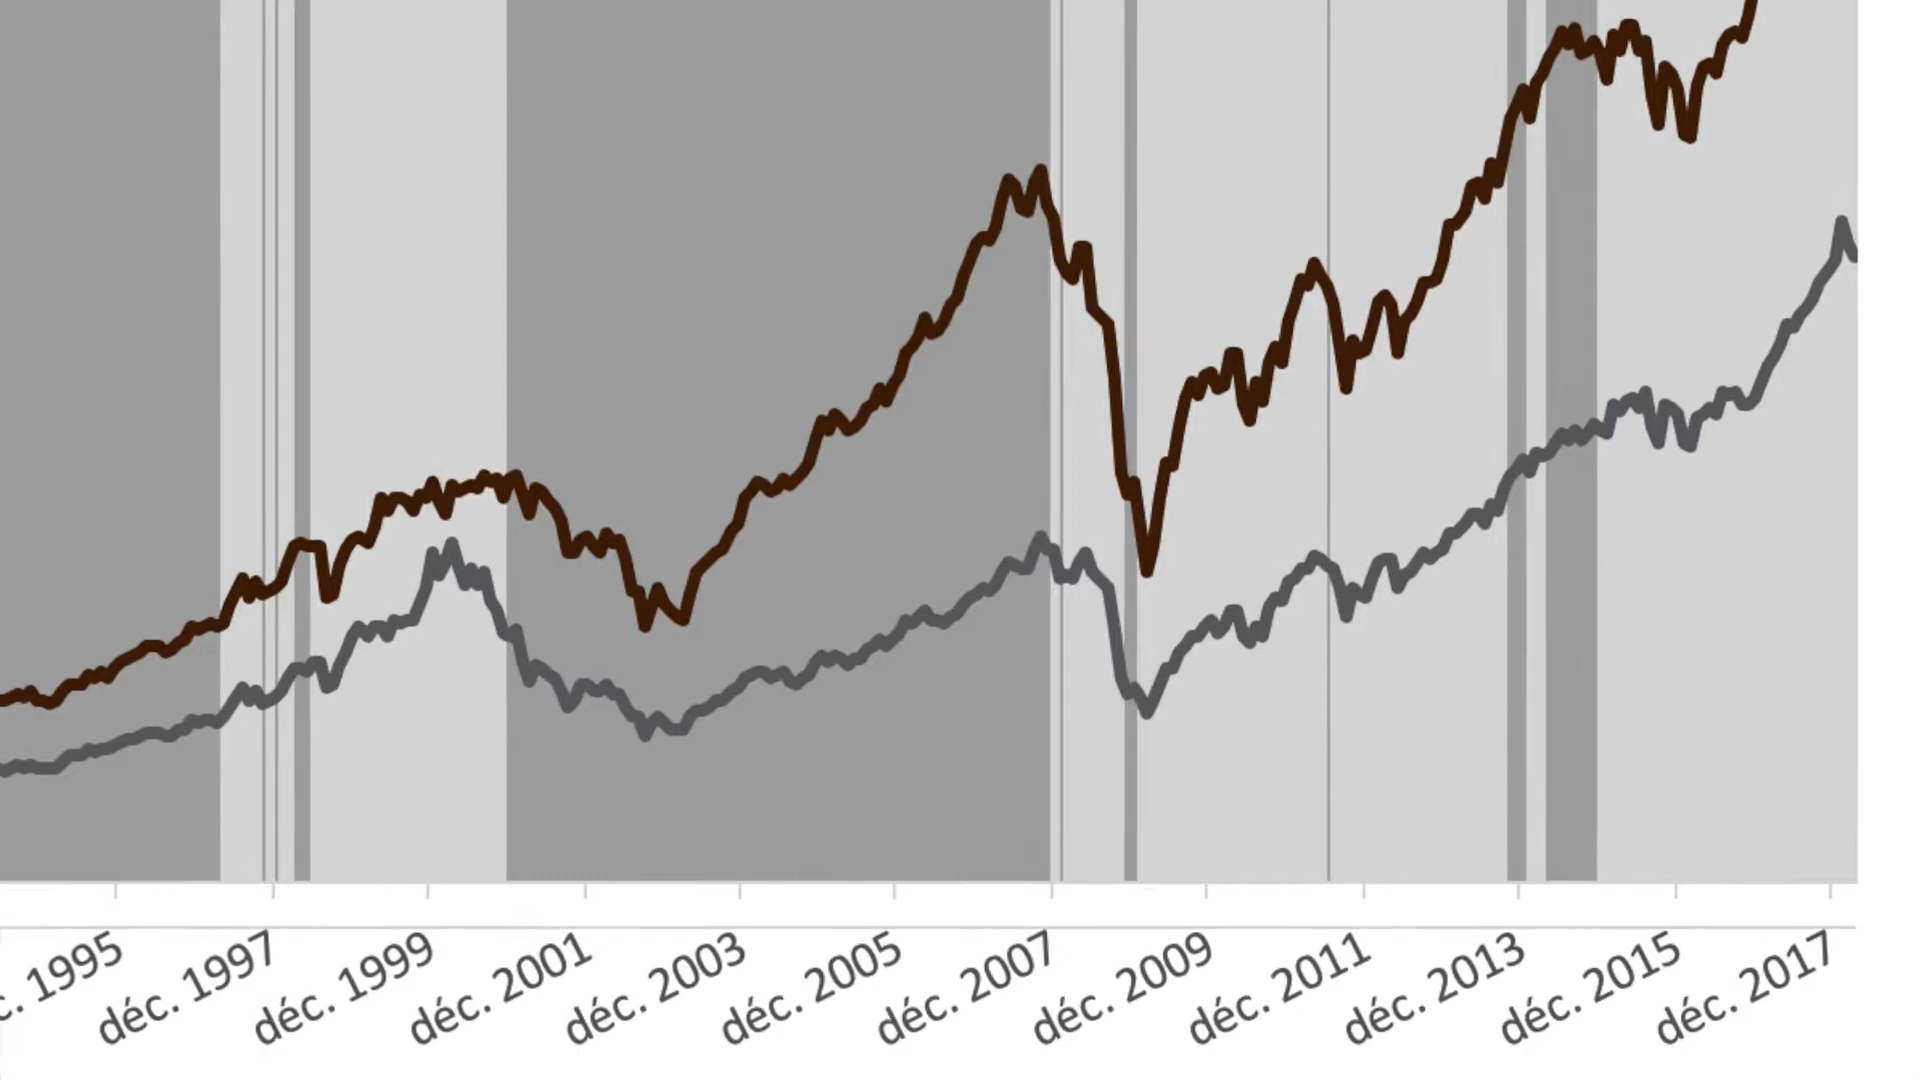 c. 1995
déc. 1997
déc. 1999
déc. 2001
déc. 2003
déc. 2005
déc. 2007
déc. 2009
déc. 2011
déc. 2013
déc. 2015
déc. 2017